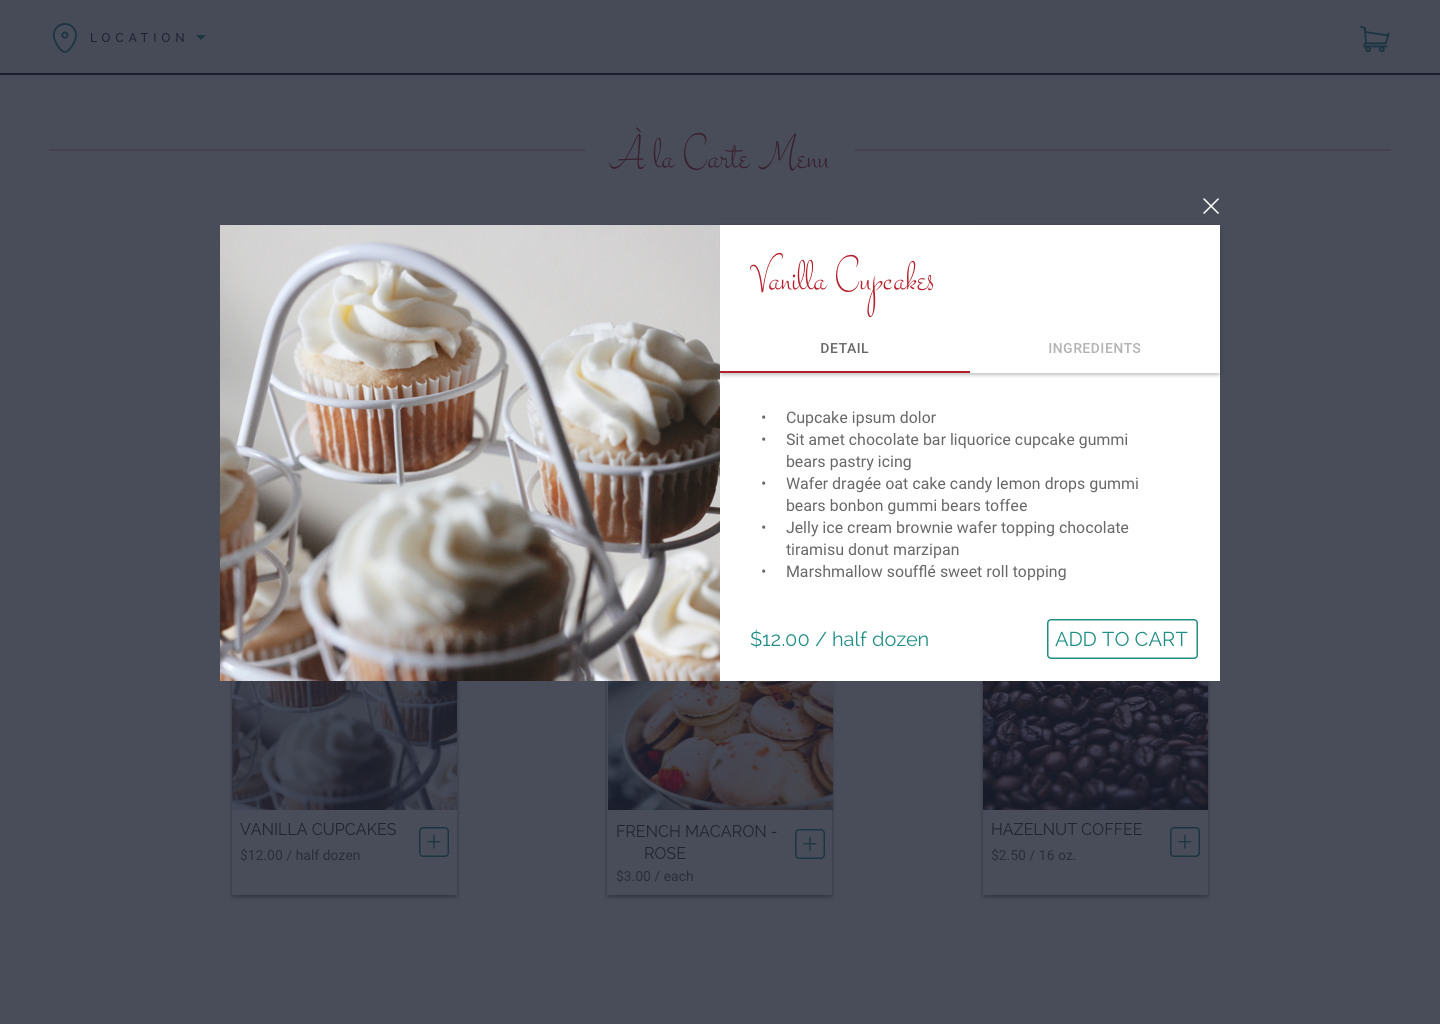 LOCATION
À la Carte Menu
Vanilla Cupcakes
DETAIL
INGREDIENTS
• Cupcake ipsum dolor
• Sit amet chocolate bar liquorice cupcake gummi
bears pastry icing
• Wafer dragée oat cake candy lemon drops gummi
bears bonbon gummi bears toffee
• Jelly ice cream brownie wafer topping chocolate
tiramisu donut marzipan
• Marshmallow soufflé sweet roll topping
$12.00 / half dozen
ADD TO CART
VANILLA CUPCAKES
$12.00 / half dozen
FRENCH MACARON -
ROSE
$3.00 / each
HAZELNUT COFFEE
$2.50 / 16 oz.